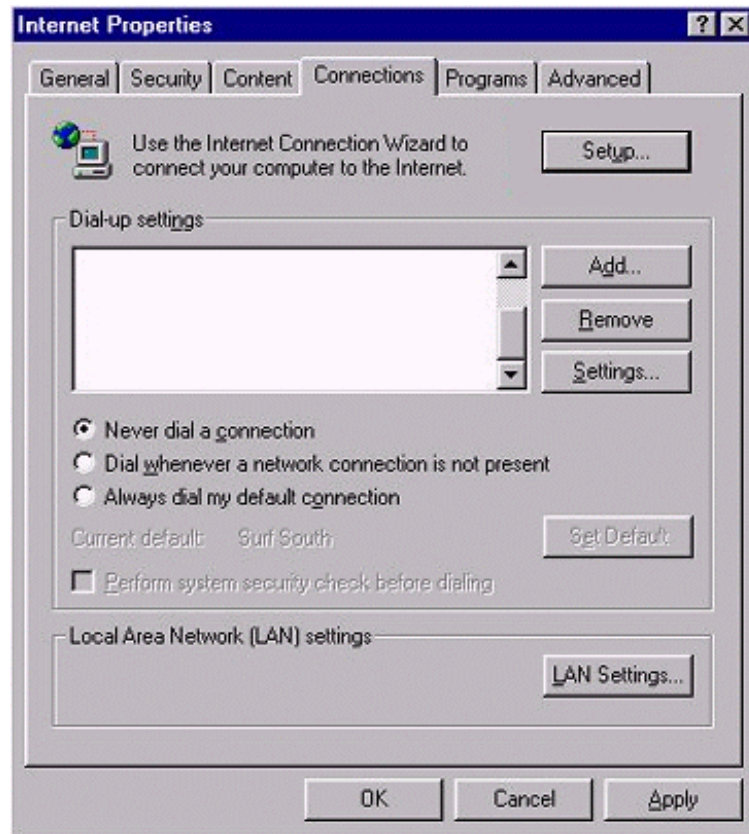 Internet Properties
General Security Content Connections Programs Advanced
Use the Internet Connection Wizard to
connect your computer to the Internet.
Setup...
Dial-up settings
Add...
Remove
Settings...
Never dial a connection
Dial whenever a network connection is not present
Always dial my default connection
Current default: Surf South
Set Default
Perform system security check before dialing
Local Area Network (LAN) settings
LAN Settings...
OK Cancel Apply